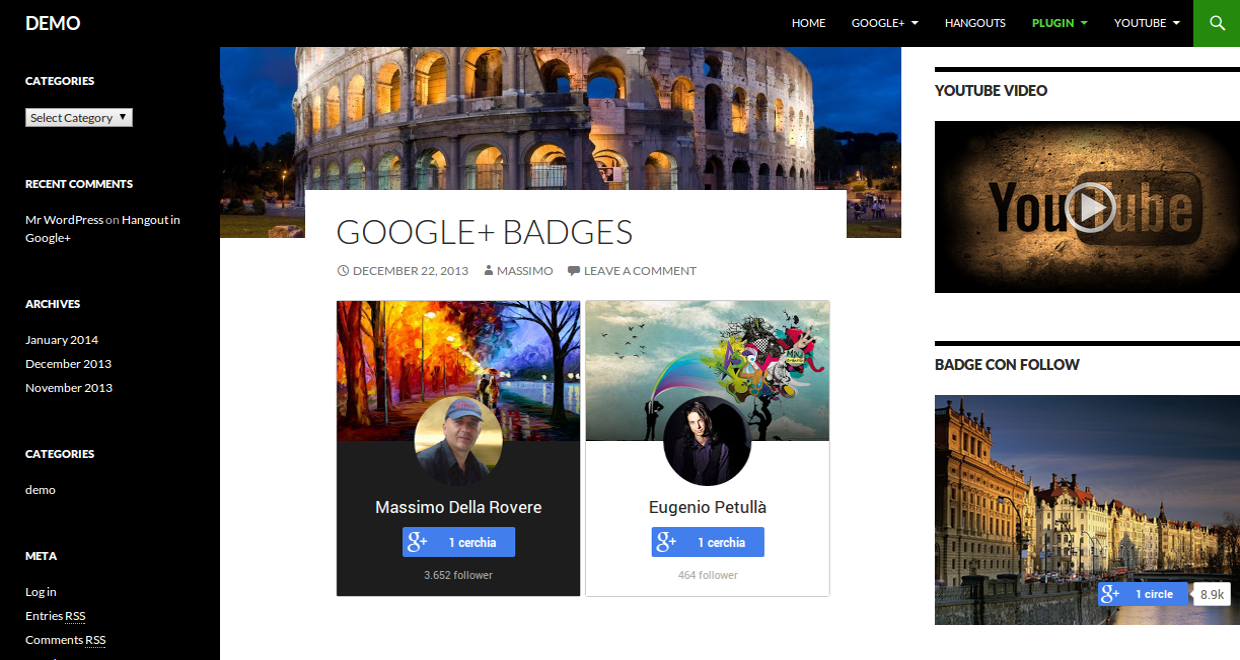 DEMO
HOME
GOOGLE+
HANGOUTS
PLUGIN
YOUTUBE
CATEGORIES
Select Category
RECENT COMMENTS
Mr WordPress on Hangout in
Google+
ARCHIVES
January 2014
December 2013
November 2013
CATEGORIES
demo
META
Log in
Entries RSS
Comments RSS
GOOGLE+ BADGES
DECEMBER 22, 2013 MASSIMO LEAVE A COMMENT
Massimo Della Rovere
g+ 1 cerchia
3.652 follower
Eugenio Petullà
g+ 1 cerchia
464 follower
YOUTUBE VIDEO
YouTube
BADGE CON FOLLOW
g+ 1 circle 8.9k